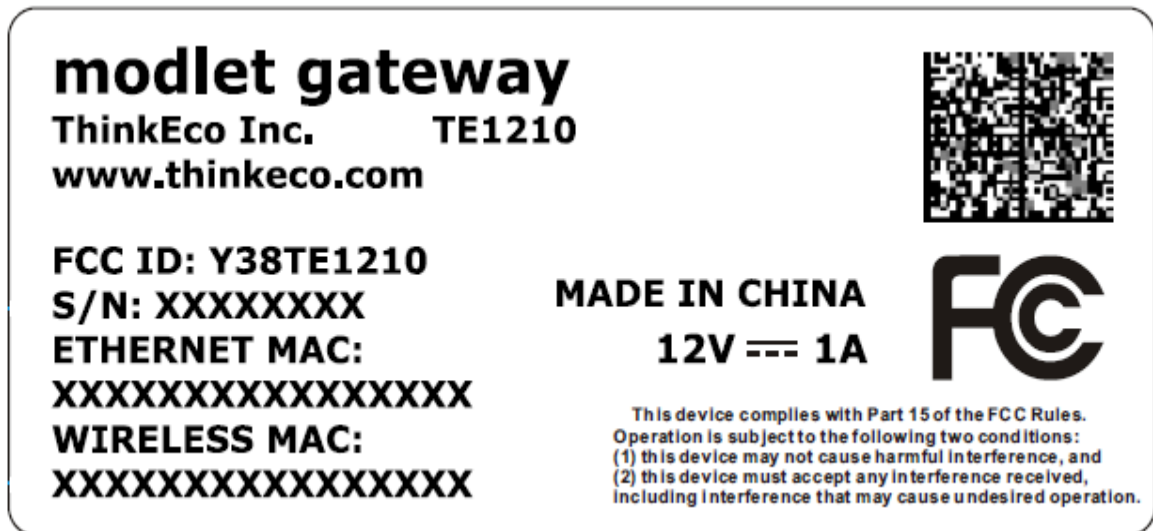 modlet gateway
ThinkEco Inc. TE1210
www.thinkeco.com
FCC ID: Y38TE1210
S/N: XXXXXXXX
ETHERNET MAC:
XXXXXXXXXXXXXXXX
WIRELESS MAC:
XXXXXXXXXXXXXXXX
MADE IN CHINA
12V ⎓ 1A
FC
This device complies with Part 15 of the FCC Rules.
Operation is subject to the following two conditions:
(1) this device may not cause harmful interference, and
(2) this device must accept any interference received,
including interference that may cause undesired operation.